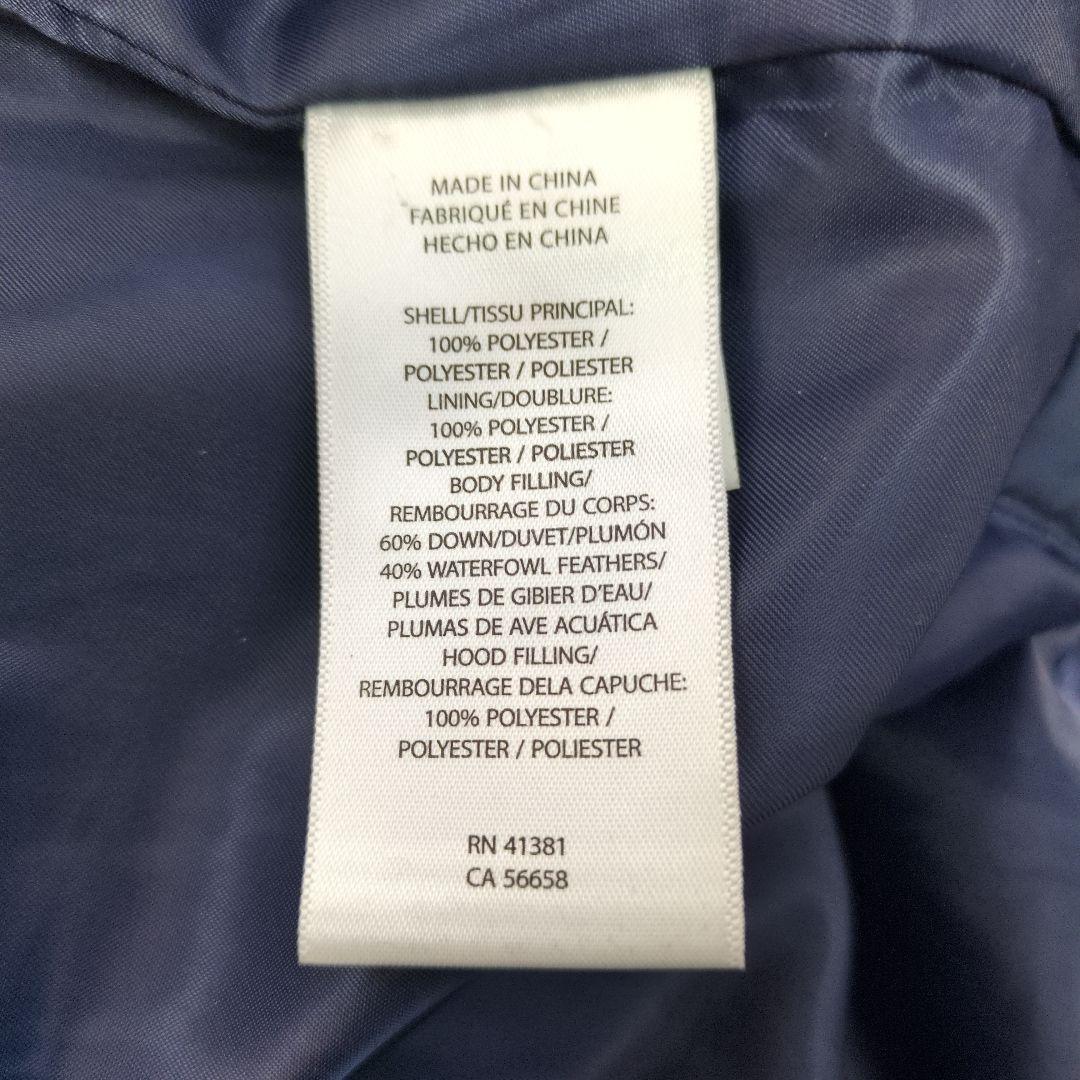 MADE IN CHINA
FABRIQUÉ EN CHINE
HECHO EN CHINA
SHELL/TISSU PRINCIPAL:
100% POLYESTER /
POLYESTER / POLIESTER
LINING/DOUBLURE:
100% POLYESTER /
POLYESTER / POLIESTER
BODY FILLING/
REMBOURRAGE DU CORPS:
60% DOWN/DUVET/PLUMÓN
40% WATERFOWL FEATHERS/
PLUMES DE GIBIER D'EAU/
PLUMAS DE AVE ACUÁTICA
HOOD FILLING/
REMBOURRAGE DELA CAPUCHE:
100% POLYESTER /
POLYESTER / POLIESTER
RN 41381
CA 56658